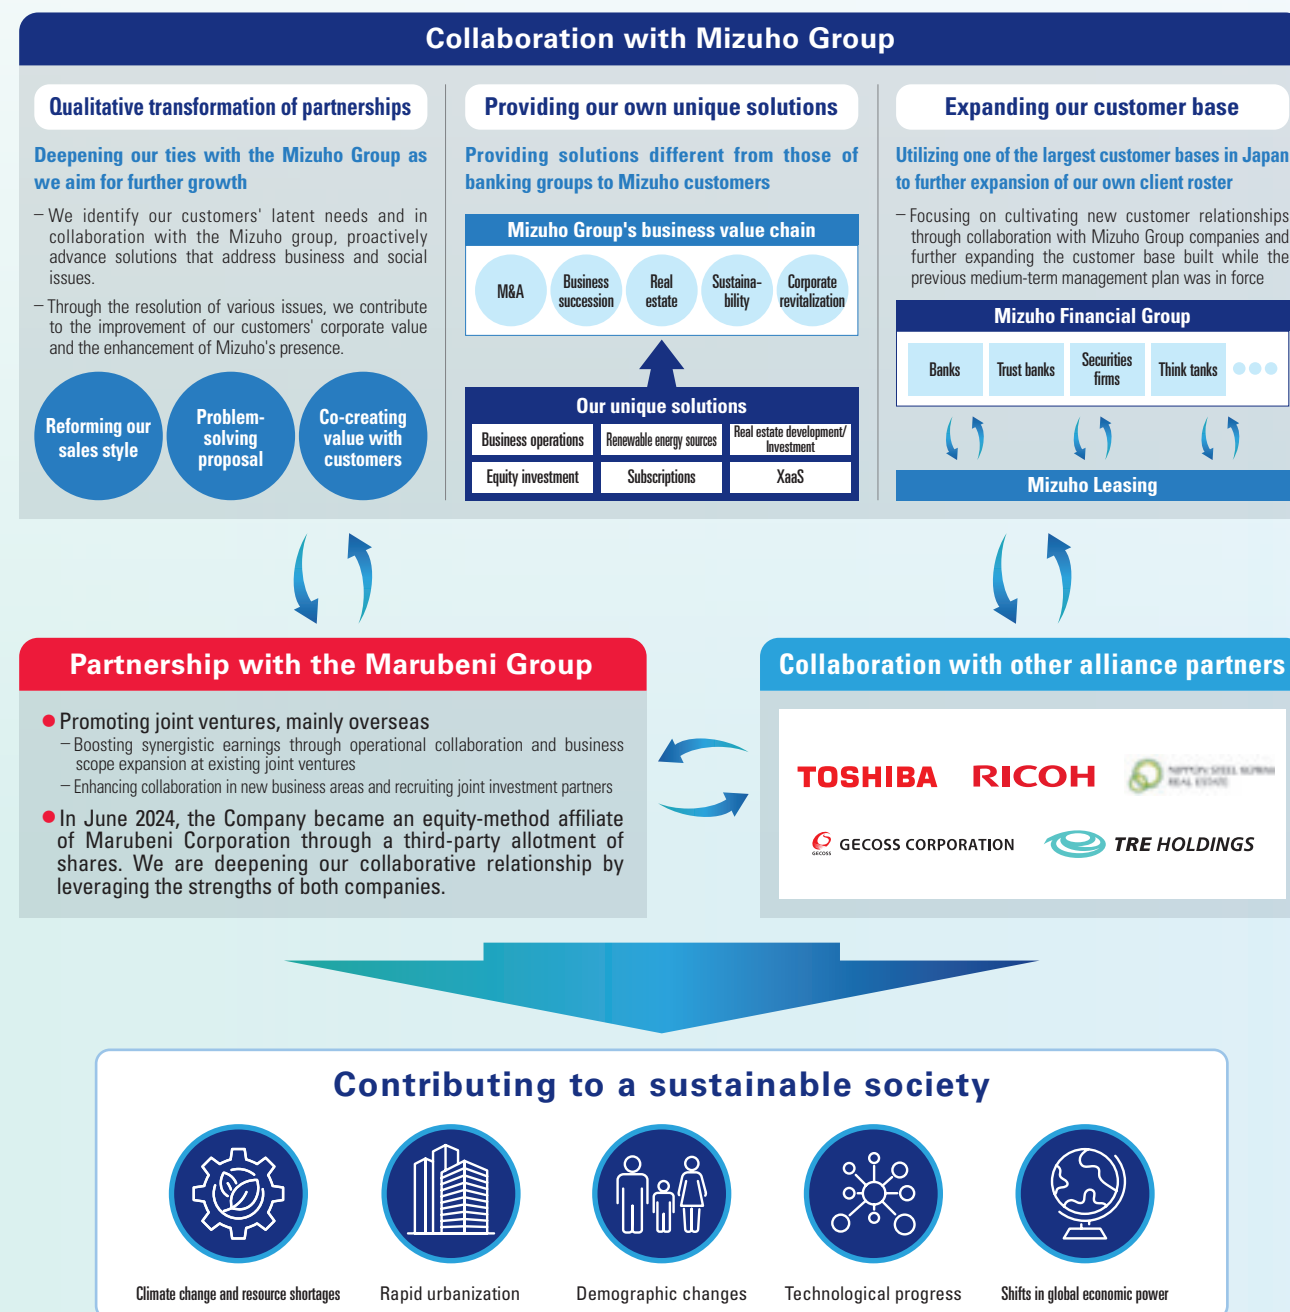 Collaboration with Mizuho Group
Qualitative transformation of partnerships
Deepening our ties with the Mizuho Group as
we aim for further growth
– We identify our customers' latent needs and in
collaboration with the Mizuho group, proactively
advance solutions that address business and social
issues.
– Through the resolution of various issues, we contribute
to the improvement of our customers' corporate value
and the enhancement of Mizuho's presence.
Reforming our
sales style
Problem-
solving
proposal
Co-creating
value with
customers
Providing our own unique solutions
Providing solutions different from those of
banking groups to Mizuho customers
Mizuho Group's business value chain
M&A
Business
succession
Real
estate
Sustaina-
bility
Corporate
revitalization
Our unique solutions
Business operations
Renewable energy sources
Real estate development/
Investment
Equity investment
Subscriptions
XaaS
Expanding our customer base
Utilizing one of the largest customer bases in Japan
to further expansion of our own client roster
– Focusing on cultivating new customer relationships
through collaboration with Mizuho Group companies and
further expanding the customer base built while the
previous medium-term management plan was in force
Mizuho Financial Group
Banks
Trust banks
Securities
firms
Think tanks
Mizuho Leasing
Partnership with the Marubeni Group
● Promoting joint ventures, mainly overseas
– Boosting synergistic earnings through operational collaboration and business
scope expansion at existing joint ventures
– Enhancing collaboration in new business areas and recruiting joint investment partners
● In June 2024, the Company became an equity-method affiliate
of Marubeni Corporation through a third-party allotment of
shares. We are deepening our collaborative relationship by
leveraging the strengths of both companies.
Collaboration with other alliance partners
TOSHIBA
RICOH
NIPPON STEEL
REAL ESTATE
GECOSS
GECOSS CORPORATION
TRE HOLDINGS
Contributing to a sustainable society
Climate change and resource shortages
Rapid urbanization
Demographic changes
Technological progress
Shifts in global economic power